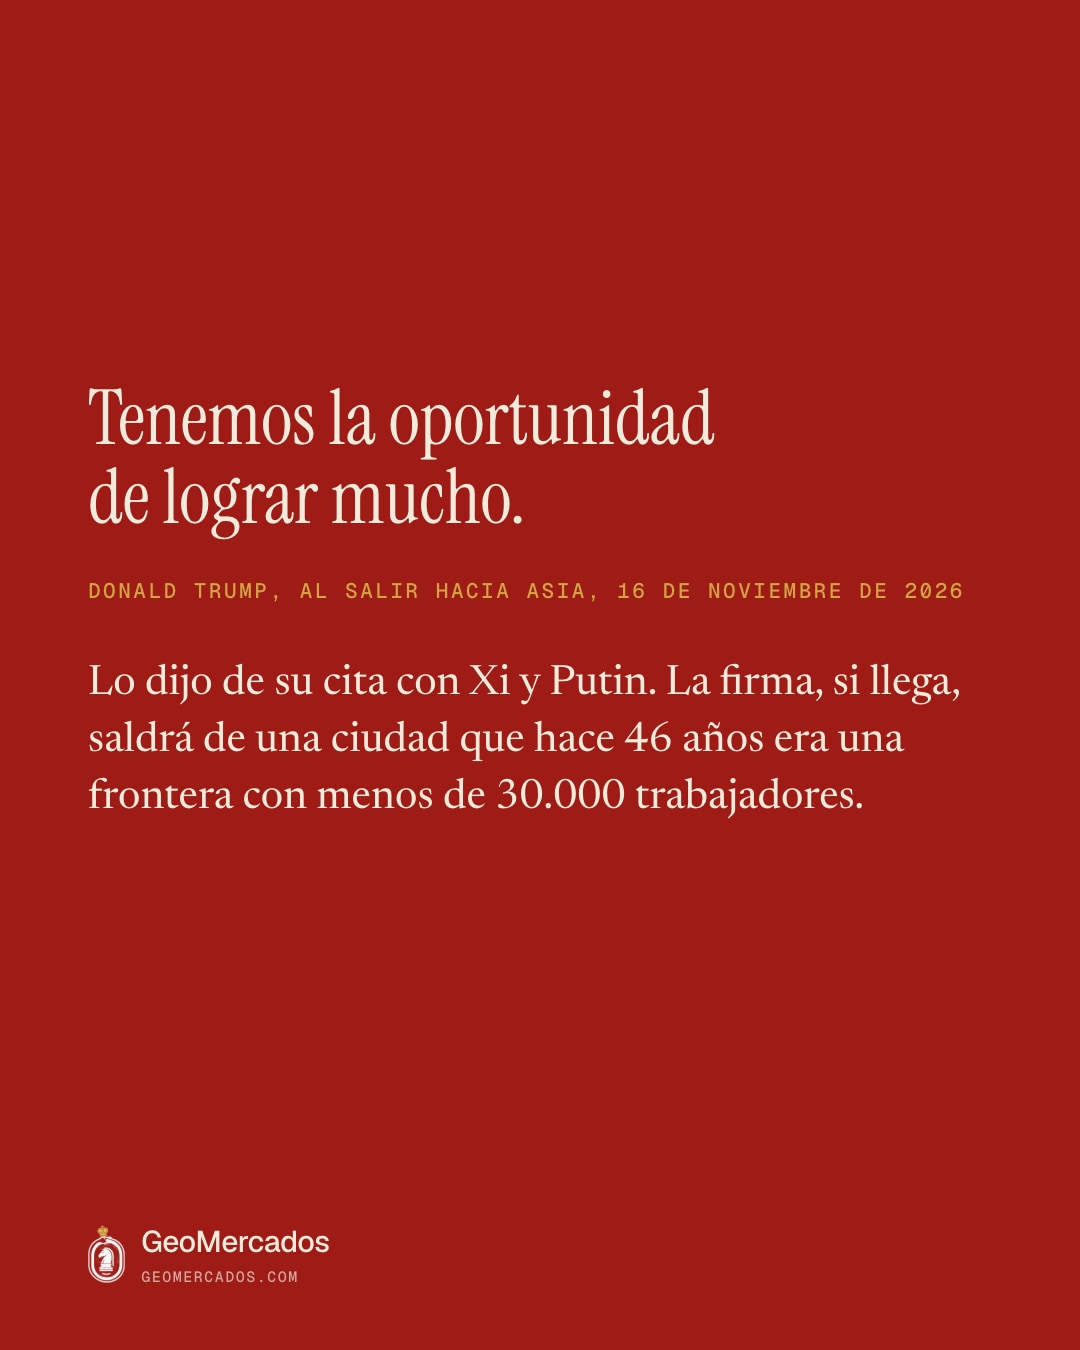 Tenemos la oportunidad
de lograr mucho.
DONALD TRUMP, AL SALIR HACIA ASIA, 16 DE NOVIEMBRE DE 2026
Lo dijo de su cita con Xi y Putin. La firma, si llega,
saldrá de una ciudad que hace 46 años era una
frontera con menos de 30.000 trabajadores.
GeoMercados
GEOMERCADOS.COM